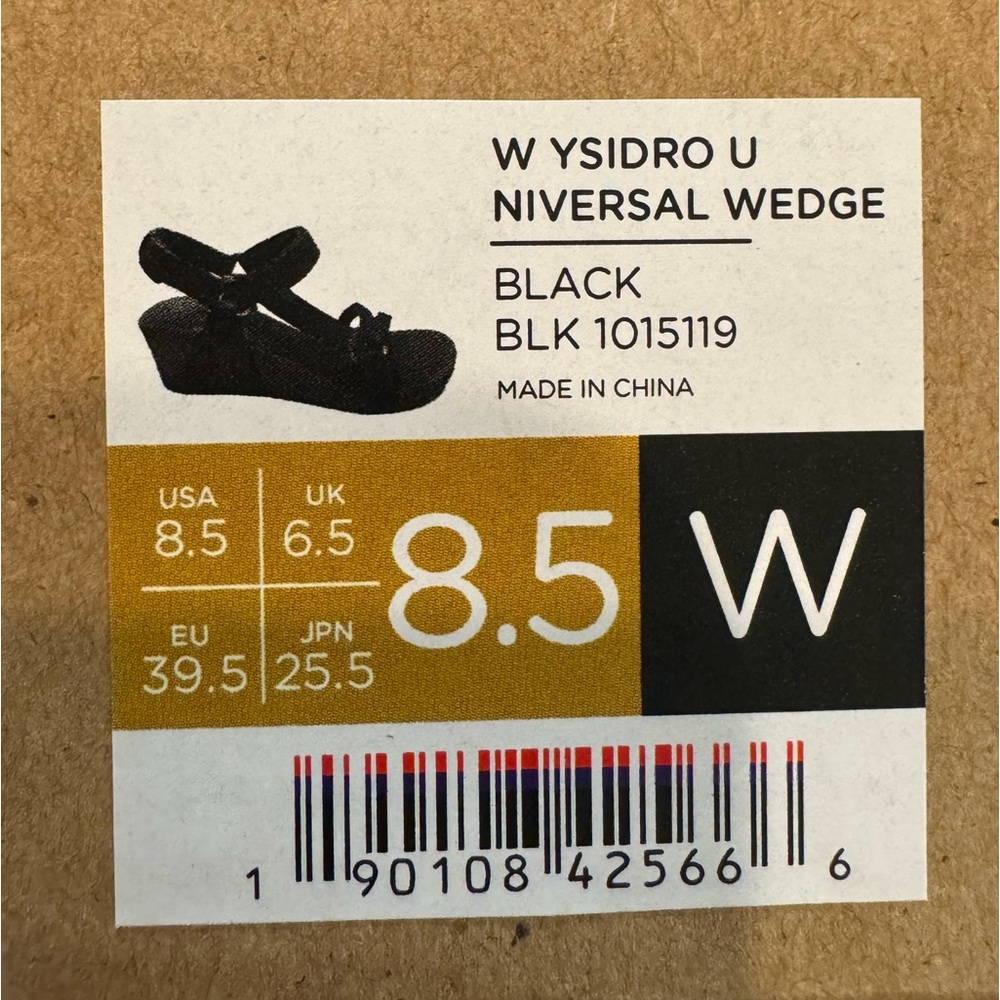 W YSIDRO U
NIVERSAL WEDGE
BLACK
BLK 1015119
MADE IN CHINA
USA
8.5
UK
6.5
EU
39.5
JPN
25.5
8.5
W
1 90108 42566 6